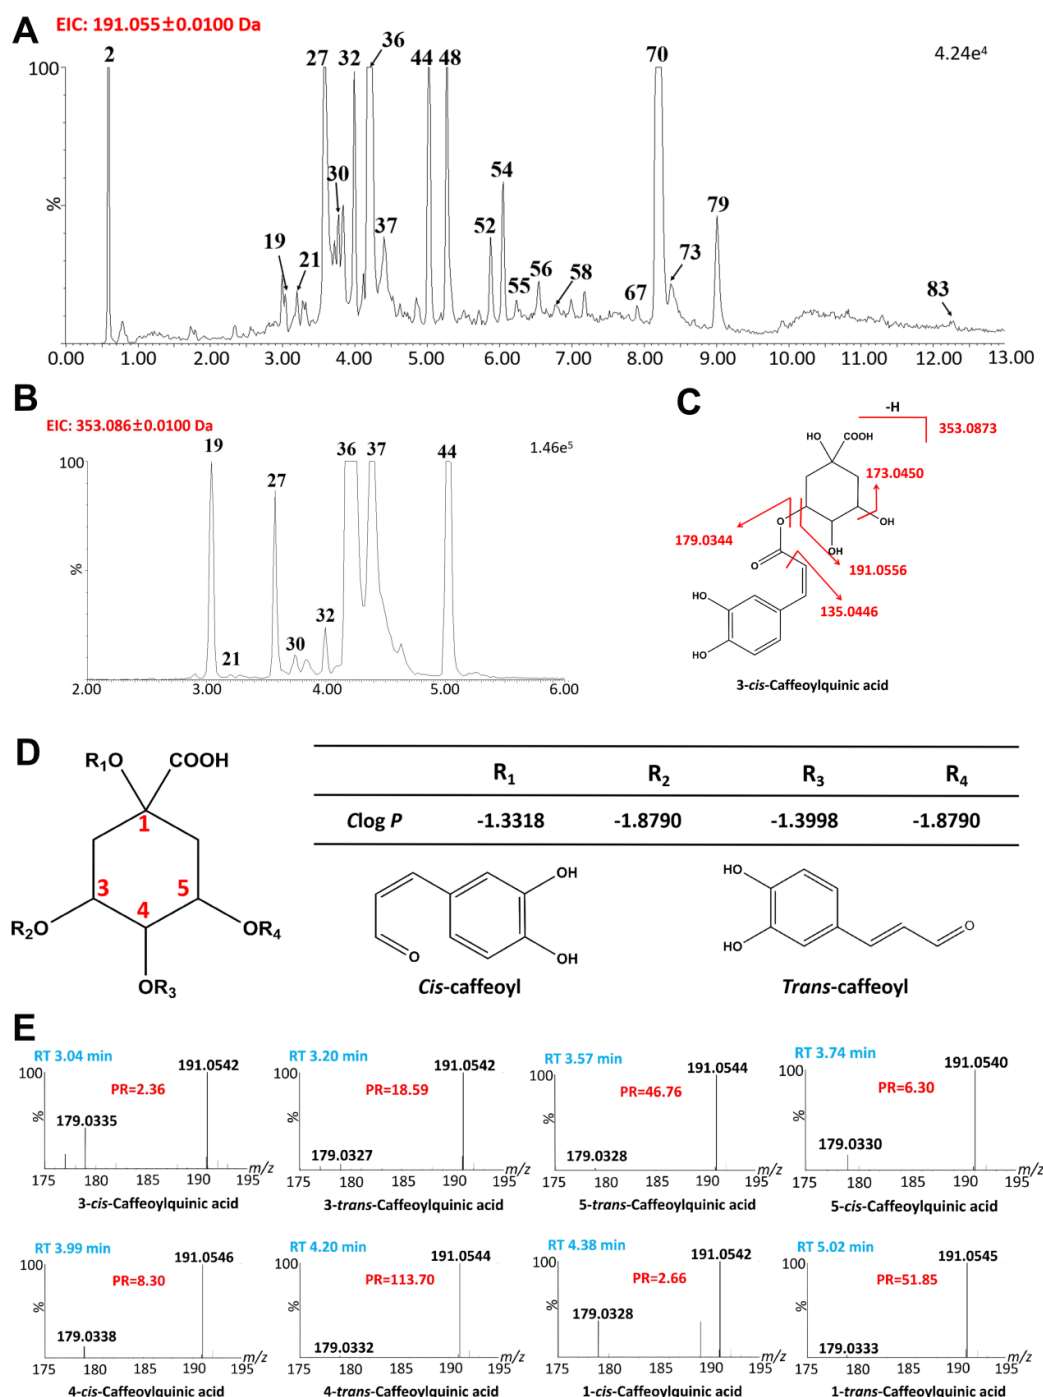 A
EIC: 191.055±0.0100 Da
2 27 32 36 44 48 70 4.24e⁴
100
%
19 21 30 37 52 54 55 56 58 67 73 79 83
0.00 1.00 2.00 3.00 4.00 5.00 6.00 7.00 8.00 9.00 10.00 11.00 12.00 13.00
B
EIC: 353.086±0.0100 Da
19 27 36 37 44 1.46e⁵
100
%
21 30 32
2.00 3.00 4.00 5.00 6.00
C
-H
353.0873
HO COOH
173.0450
O OH
179.0344
OH
O
191.0556
HO
135.0446
HO
3-cis-Caffeoylquinic acid
D
R₁O COOH
1
3 5
4
R₂O OR₄
OR₃
R₁ R₂ R₃ R₄
Clog P -1.3318 -1.8790 -1.3998 -1.8790
OH
O
OH
Cis-caffeoyl
HO
HO
O
Trans-caffeoyl
E
RT 3.04 min
191.0542
100
PR=2.36
%
179.0335
175 180 185 190 195 m/z
3-cis-Caffeoylquinic acid
RT 3.20 min
191.0542
100
PR=18.59
%
179.0327
175 180 185 190 195 m/z
3-trans-Caffeoylquinic acid
RT 3.57 min
191.0544
100
PR=46.76
%
179.0328
175 180 185 190 195 m/z
5-trans-Caffeoylquinic acid
RT 3.74 min
191.0540
100
PR=6.30
%
179.0330
175 180 185 190 195 m/z
5-cis-Caffeoylquinic acid
RT 3.99 min
191.0546
100
PR=8.30
%
179.0338
175 180 185 190 195 m/z
4-cis-Caffeoylquinic acid
RT 4.20 min
191.0544
100
PR=113.70
%
179.0332
175 180 185 190 195 m/z
4-trans-Caffeoylquinic acid
RT 4.38 min
191.0542
100
PR=2.66
%
179.0328
175 180 185 190 195 m/z
1-cis-Caffeoylquinic acid
RT 5.02 min
191.0545
100
PR=51.85
%
179.0333
175 180 185 190 195 m/z
1-trans-Caffeoylquinic acid